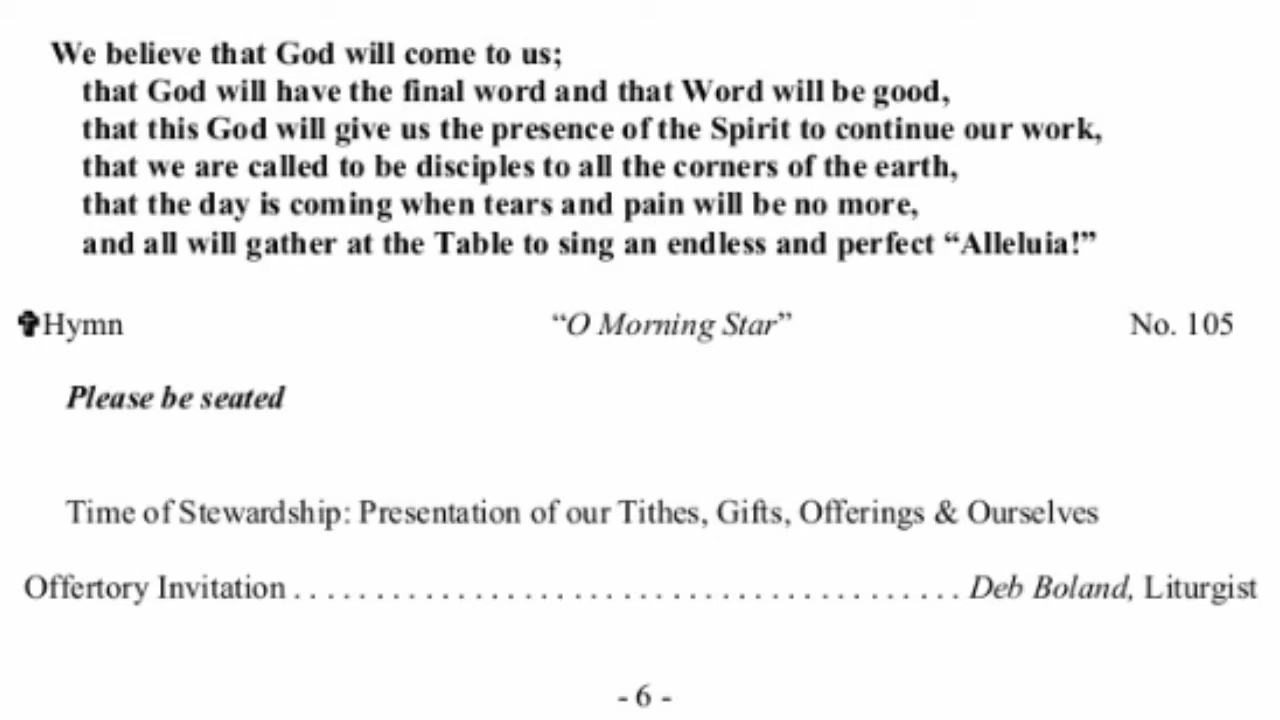 We believe that God will come to us;
that God will have the final word and that Word will be good,
that this God will give us the presence of the Spirit to continue our work,
that we are called to be disciples to all the corners of the earth,
that the day is coming when tears and pain will be no more,
and all will gather at the Table to sing an endless and perfect “Alleluia!”
✟Hymn “O Morning Star” No. 105
Please be seated
Time of Stewardship: Presentation of our Tithes, Gifts, Offerings & Ourselves
Offertory Invitation . . . . . . . . . . . . . . . . . . . . . . . . . . . . . . . . . . . . . . . . . Deb Boland, Liturgist
- 6 -